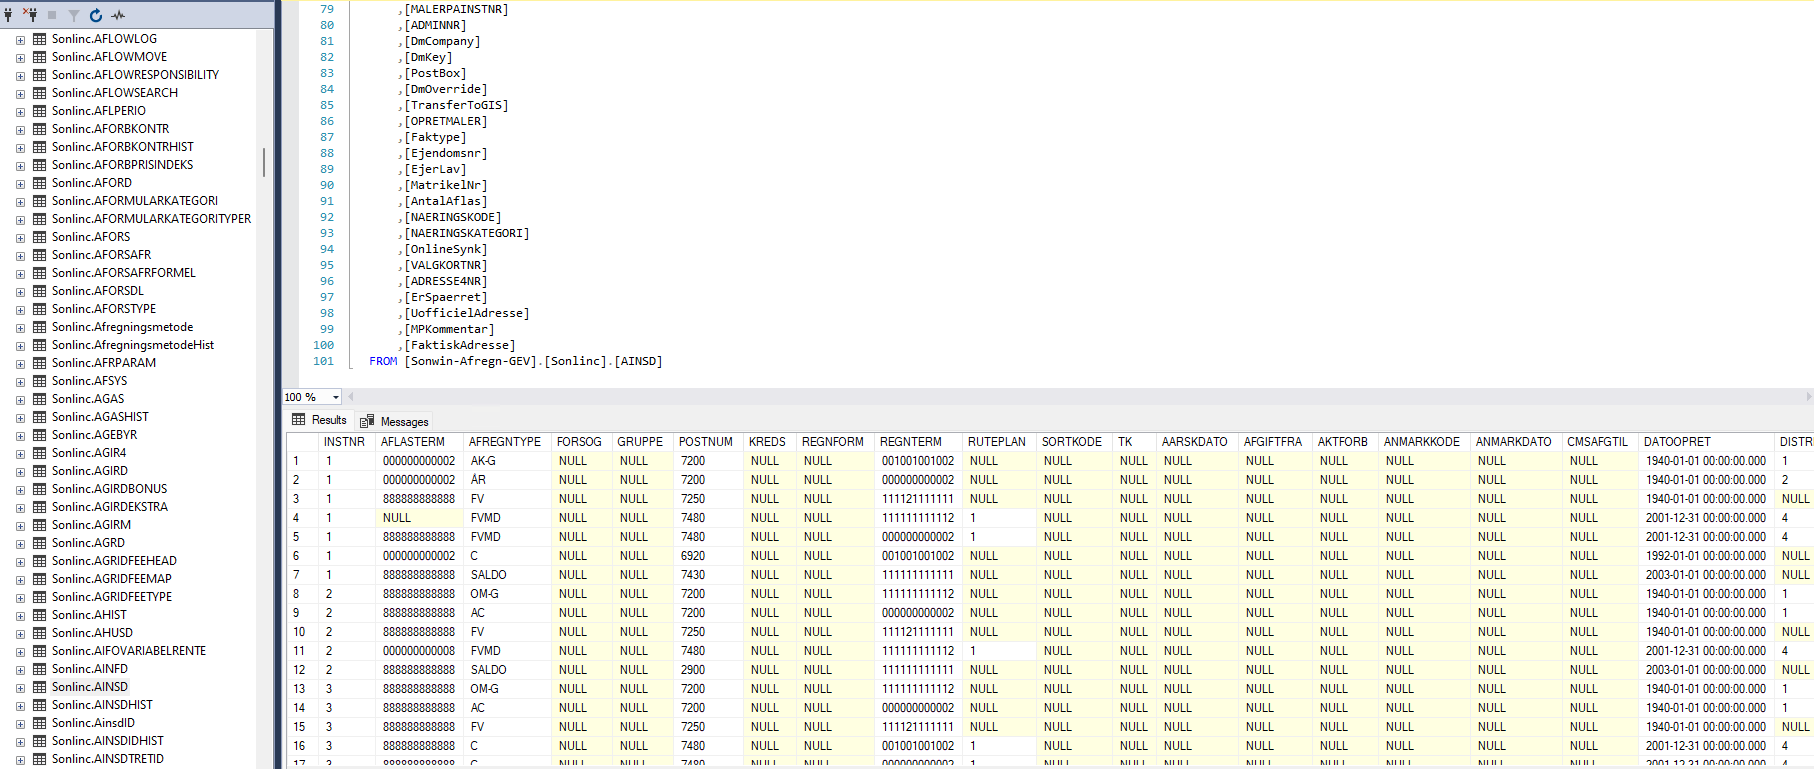 Sonlinc.AFLOWLOG
Sonlinc.AFLOWMOVE
Sonlinc.AFLOWRESPONSIBILITY
Sonlinc.AFLOWSEARCH
Sonlinc.AFLPERIO
Sonlinc.AFORBKONTR
Sonlinc.AFORBKONTRHIST
Sonlinc.AFORBPRISINDEKS
Sonlinc.AFORD
Sonlinc.AFORMULARKATEGORI
Sonlinc.AFORMULARKATEGORITYPER
Sonlinc.AFORS
Sonlinc.AFORSAFR
Sonlinc.AFORSAFRFORMEL
Sonlinc.AFORSDL
Sonlinc.AFORSTYPE
Sonlinc.Afregningsmetode
Sonlinc.AfregningsmetodeHist
Sonlinc.AFRPARAM
Sonlinc.AFSYS
Sonlinc.AGAS
Sonlinc.AGASHIST
Sonlinc.AGEBYR
Sonlinc.AGIR4
Sonlinc.AGIRD
Sonlinc.AGIRDBONUS
Sonlinc.AGIRDEKSTRA
Sonlinc.AGIRM
Sonlinc.AGRD
Sonlinc.AGRIDFEEHEAD
Sonlinc.AGRIDFEEMAP
Sonlinc.AGRIDFEETYPE
Sonlinc.AHIST
Sonlinc.AHUSD
Sonlinc.AIFOVARIABELRENTE
Sonlinc.AINFD
Sonlinc.AINSD
Sonlinc.AINSDHIST
Sonlinc.AinsdID
Sonlinc.AINSDIDHIST
Sonlinc.AINSDTRETID
79 ,[MALERPAINSTNR]
80 ,[ADMINNR]
81 ,[DmCompany]
82 ,[DmKey]
83 ,[PostBox]
84 ,[DmOverride]
85 ,[TransferToGIS]
86 ,[OPRETMALER]
87 ,[Faktype]
88 ,[Ejendomsnr]
89 ,[EjerLav]
90 ,[MatrikelNr]
91 ,[AntalAflas]
92 ,[NAERINGSKODE]
93 ,[NAERINGSKATEGORI]
94 ,[OnlineSynk]
95 ,[VALGKORTNR]
96 ,[ADRESSE4NR]
97 ,[ErSpaerret]
98 ,[UofficielAdresse]
99 ,[MPKommentar]
100 ,[FaktiskAdresse]
101 FROM [Sonwin-Afregn-GEV].[Sonlinc].[AINSD]
100 %
Results Messages
INSTNR AFLASTERM AFREGNTYPE FORSOG GRUPPE POSTNUM KREDS REGNFORM REGNTERM RUTEPLAN SORTKODE TK AARSKDATO AFGIFTFRA AKTFORB ANMARKKODE ANMARKDATO CMSAFGTIL DATOOPRET DISTR
1 1 000000000002 AK-G NULL NULL 7200 NULL NULL 001001001002 NULL NULL NULL NULL NULL NULL NULL NULL NULL 1940-01-01 00:00:00.000 1
2 1 000000000002 ÅR NULL NULL 7200 NULL NULL 000000000002 NULL NULL NULL NULL NULL NULL NULL NULL NULL 1940-01-01 00:00:00.000 2
3 1 888888888888 FV NULL NULL 7250 NULL NULL 111121111111 NULL NULL NULL NULL NULL NULL NULL NULL NULL 1940-01-01 00:00:00.000 NULL
4 1 NULL FVMD NULL NULL 7480 NULL NULL 111111111112 1 NULL NULL NULL NULL NULL NULL NULL NULL 2001-12-31 00:00:00.000 4
5 1 888888888888 FVMD NULL NULL 7480 NULL NULL 000000000002 1 NULL NULL NULL NULL NULL NULL NULL NULL 2001-12-31 00:00:00.000 4
6 1 000000000002 C NULL NULL 6920 NULL NULL 001001001002 NULL NULL NULL NULL NULL NULL NULL NULL NULL 1992-01-01 00:00:00.000 NULL
7 1 888888888888 SALDO NULL NULL 7430 NULL NULL 111111111111 NULL NULL NULL NULL NULL NULL NULL NULL NULL 2003-01-01 00:00:00.000 NULL
8 2 888888888888 OM-G NULL NULL 7200 NULL NULL 111111111112 NULL NULL NULL NULL NULL NULL NULL NULL NULL 1940-01-01 00:00:00.000 1
9 2 888888888888 AC NULL NULL 7200 NULL NULL 000000000002 NULL NULL NULL NULL NULL NULL NULL NULL NULL 1940-01-01 00:00:00.000 1
10 2 888888888888 FV NULL NULL 7250 NULL NULL 111121111111 NULL NULL NULL NULL NULL NULL NULL NULL NULL 1940-01-01 00:00:00.000 NULL
11 2 000000000008 FVMD NULL NULL 7480 NULL NULL 111111111112 1 NULL NULL NULL NULL NULL NULL NULL NULL 2001-12-31 00:00:00.000 4
12 2 888888888888 SALDO NULL NULL 2900 NULL NULL 111111111111 NULL NULL NULL NULL NULL NULL NULL NULL NULL 2003-01-01 00:00:00.000 NULL
13 3 888888888888 OM-G NULL NULL 7200 NULL NULL 111111111112 NULL NULL NULL NULL NULL NULL NULL NULL NULL 1940-01-01 00:00:00.000 1
14 3 888888888888 AC NULL NULL 7200 NULL NULL 000000000002 NULL NULL NULL NULL NULL NULL NULL NULL NULL 1940-01-01 00:00:00.000 1
15 3 888888888888 FV NULL NULL 7250 NULL NULL 111121111111 NULL NULL NULL NULL NULL NULL NULL NULL NULL 1940-01-01 00:00:00.000 NULL
16 3 888888888888 C NULL NULL 7480 NULL NULL 001001001002 1 NULL NULL NULL NULL NULL NULL NULL NULL 2001-12-31 00:00:00.000 4